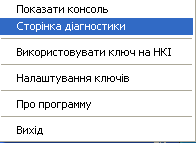 Показати консоль
Сторінка діагностики
Використовувати ключ на НКІ
Налаштування ключів
Про программу
Вихід